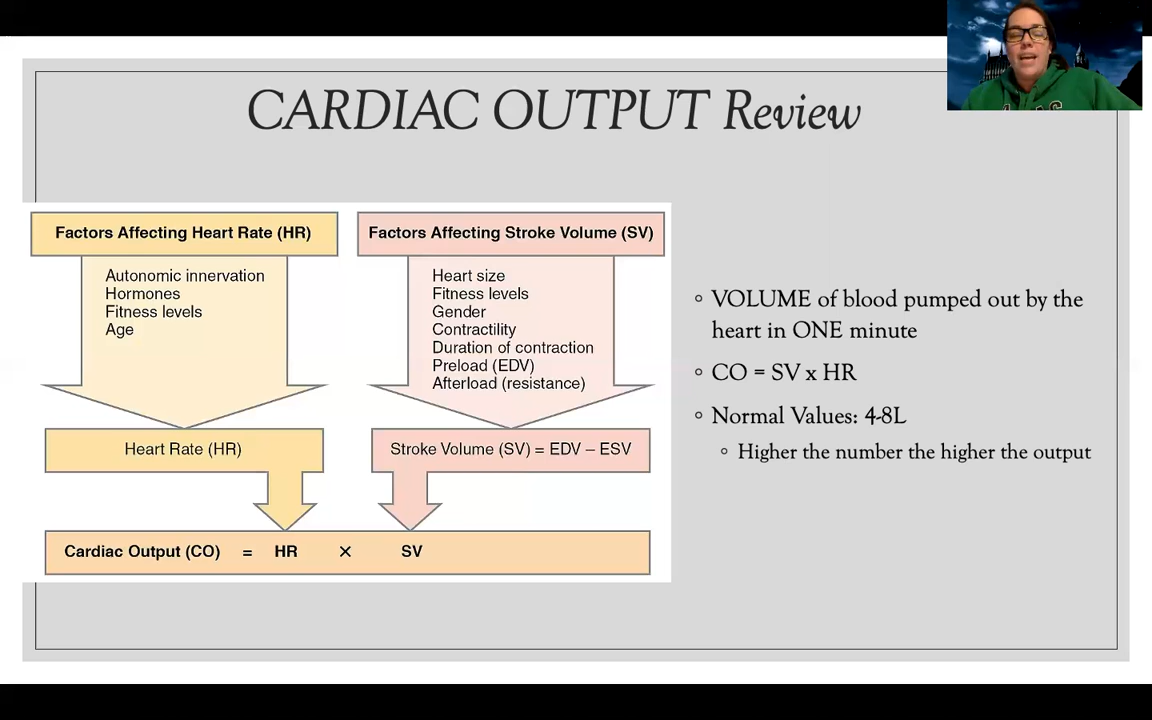 CARDIAC OUTPUT Review
Factors Affecting Heart Rate (HR)
Autonomic innervation
Hormones
Fitness levels
Age
Heart Rate (HR)
Factors Affecting Stroke Volume (SV)
Heart size
Fitness levels
Gender
Contractility
Duration of contraction
Preload (EDV)
Afterload (resistance)
Stroke Volume (SV) = EDV – ESV
Cardiac Output (CO) = HR × SV
◦ VOLUME of blood pumped out by the
heart in ONE minute
◦ CO = SV x HR
◦ Normal Values: 4-8L
◦ Higher the number the higher the output